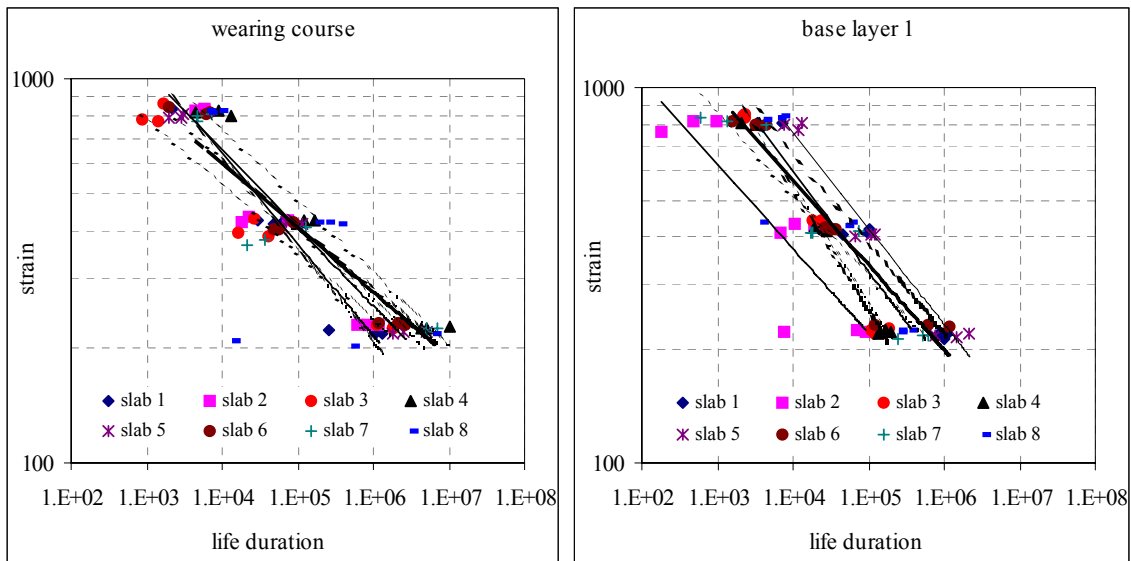 wearing course
1000
strain
slab 1 slab 2 slab 3 slab 4
slab 5 slab 6 slab 7 slab 8
100
1.E+02 1.E+03 1.E+04 1.E+05 1.E+06 1.E+07 1.E+08
life duration
base layer 1
1000
strain
slab 1 slab 2 slab 3 slab 4
slab 5 slab 6 slab 7 slab 8
100
1.E+02 1.E+03 1.E+04 1.E+05 1.E+06 1.E+07 1.E+08
life duration